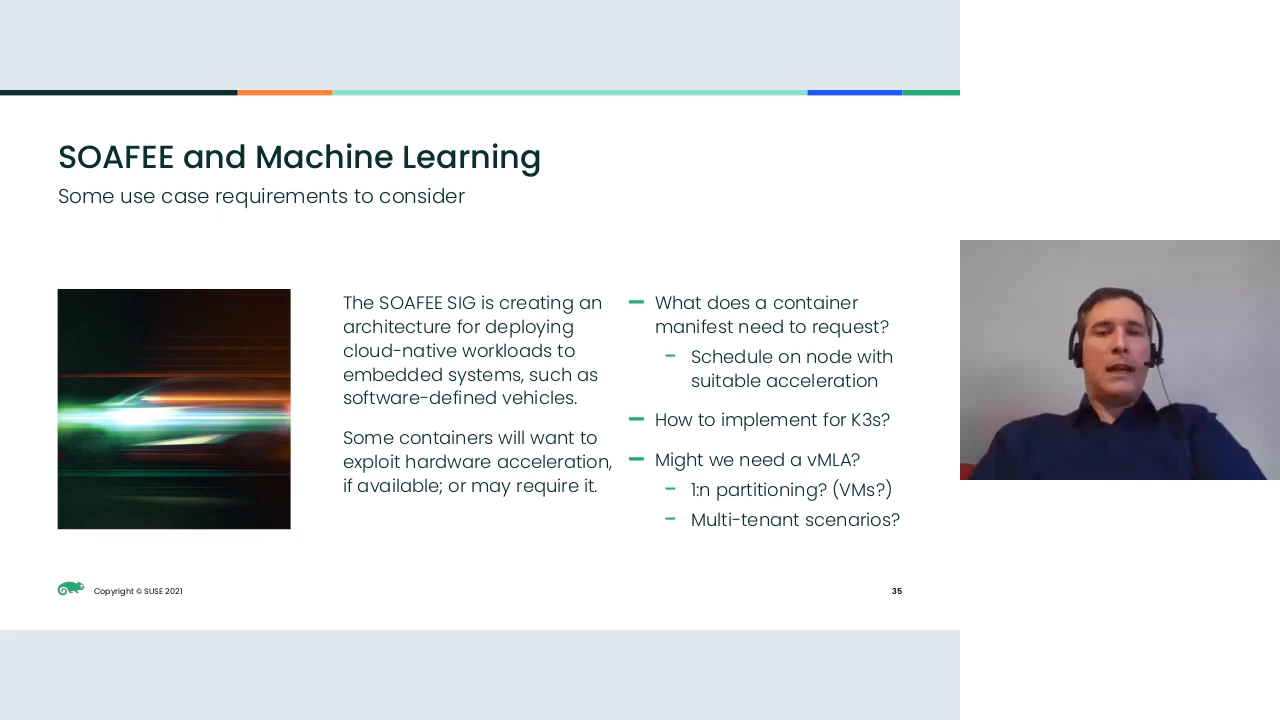 SOAFEE and Machine Learning
Some use case requirements to consider
The SOAFEE SIG is creating an
architecture for deploying
cloud-native workloads to
embedded systems, such as
software-defined vehicles.
Some containers will want to
exploit hardware acceleration,
if available; or may require it.
What does a container
manifest need to request?
Schedule on node with
suitable acceleration
How to implement for K3s?
Might we need a vMLA?
1:n partitioning? (VMs?)
Multi-tenant scenarios?
Copyright © SUSE 2021
35